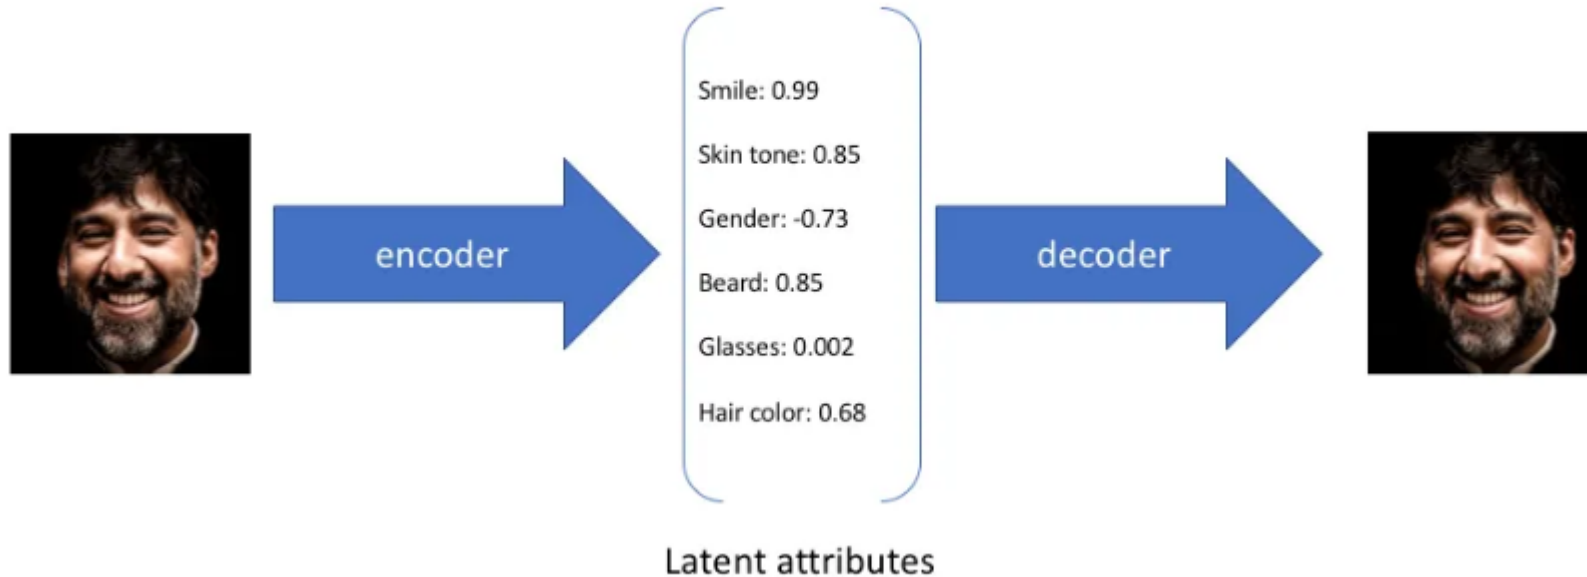 encoder
Smile: 0.99
Skin tone: 0.85
Gender: -0.73
Beard: 0.85
Glasses: 0.002
Hair color: 0.68
decoder
Latent attributes